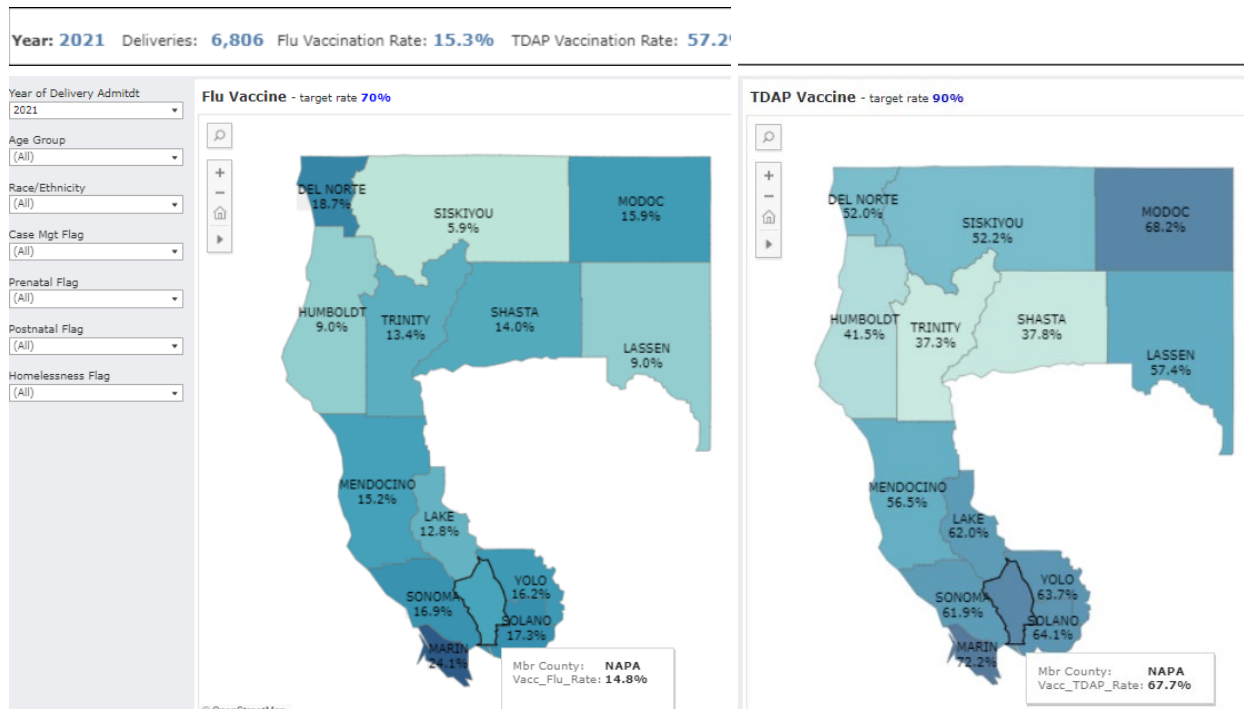 Year: 2021 Deliveries: 6,806 Flu Vaccination Rate: 15.3% TDAP Vaccination Rate: 57.2%
Year of Delivery Admitdt
2021
Age Group
(All)
Race/Ethnicity
(All)
Case Mgt Flag
(All)
Prenatal Flag
(All)
Postnatal Flag
(All)
Homelessness Flag
(All)
Flu Vaccine - target rate 70%
DEL NORTE
18.7%
SISKIYOU
5.9%
MODOC
15.9%
HUMBOLDT
9.0%
TRINITY
13.4%
SHASTA
14.0%
LASSEN
9.0%
MENDOCINO
15.2%
LAKE
12.8%
SONOMA
16.9%
YOLO
16.2%
SOLANO
17.3%
MARIN
24.1%
Mbr County: NAPA
Vacc_Flu_Rate: 14.8%
© OpenStreetMap
TDAP Vaccine - target rate 90%
DEL NORTE
52.0%
SISKIYOU
52.2%
MODOC
68.2%
HUMBOLDT
41.5%
TRINITY
37.3%
SHASTA
37.8%
LASSEN
57.4%
MENDOCINO
56.5%
LAKE
62.0%
SONOMA
61.9%
YOLO
63.7%
SOLANO
64.1%
MARIN
72.2%
Mbr County: NAPA
Vacc_TDAP_Rate: 67.7%